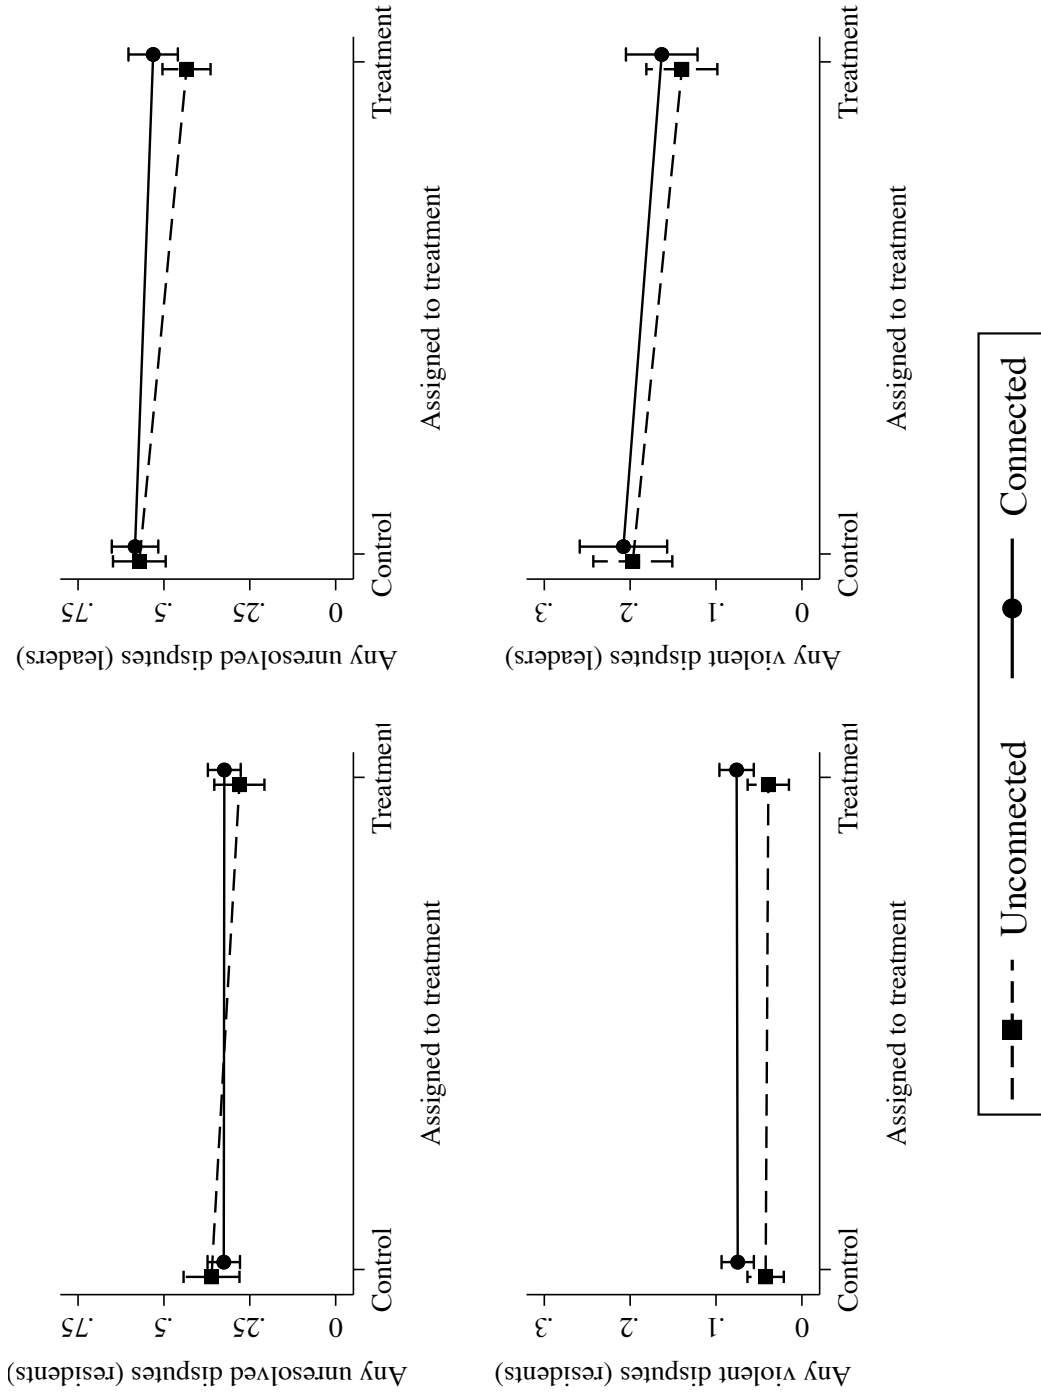 Any unresolved disputes (residents)
.75
.5
.25
0
Control
Treatment
Assigned to treatment
Any unresolved disputes (leaders)
.75
.5
.25
0
Control
Treatment
Assigned to treatment
Any violent disputes (residents)
.3
.2
.1
0
Control
Treatment
Assigned to treatment
Any violent disputes (leaders)
.3
.2
.1
0
Control
Treatment
Assigned to treatment
Unconnected
Connected